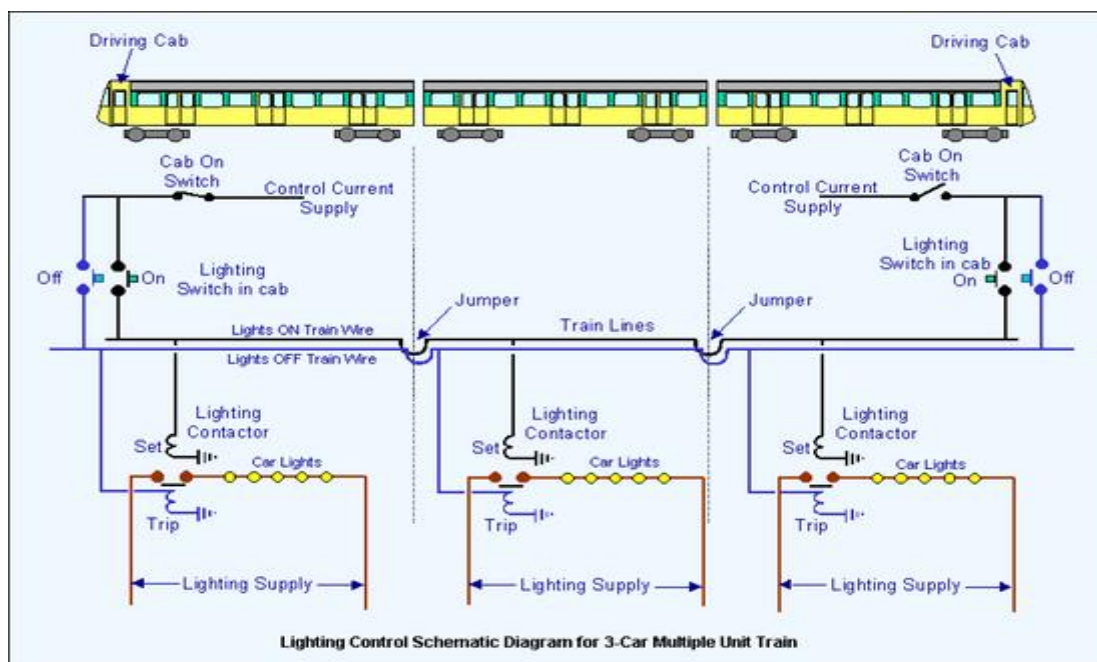 Driving Cab
Driving Cab
Cab On
Switch
Control Current
Supply
Cab On
Switch
Control Current
Supply
Off
On
Lighting
Switch in cab
Lighting
Switch in cab
On
Off
Jumper
Train Lines
Jumper
Lights ON Train Wire
Lights OFF Train Wire
Lighting
Contactor
Set
Car Lights
Trip
Lighting
Contactor
Set
Car Lights
Trip
Lighting
Contactor
Set
Car Lights
Trip
Lighting Supply
Lighting Supply
Lighting Supply
Lighting Control Schematic Diagram for 3-Car Multiple Unit Train